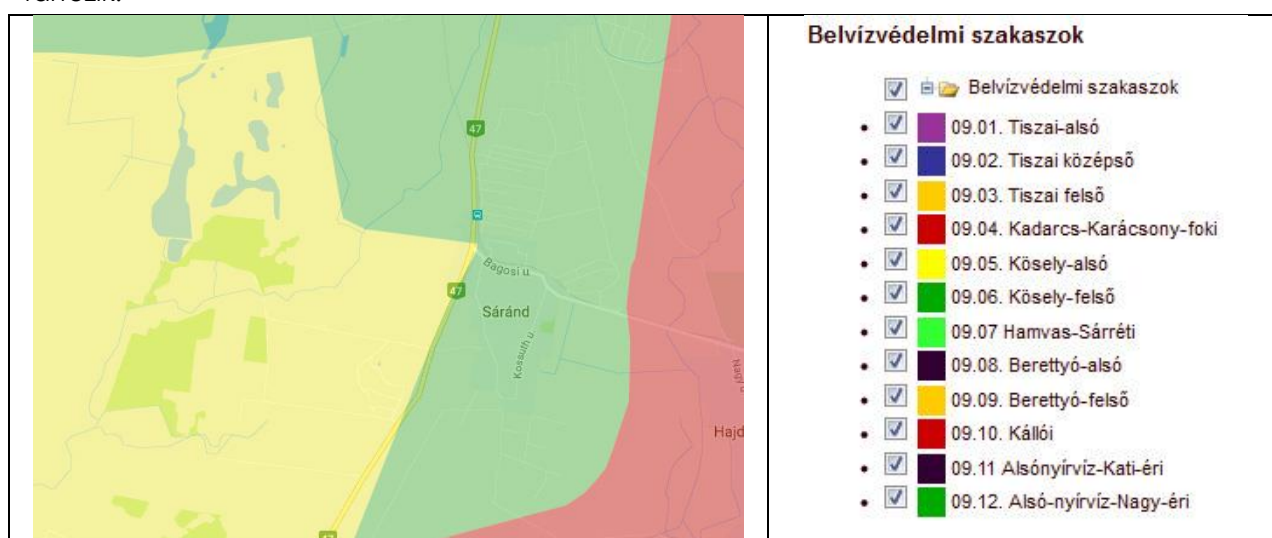 47
Bagosi u.
47
Sáránd
Kossuth u.
Hajd
47
Belvízvédelmi szakaszok
Belvízvédelmi szakaszok
09.01. Tiszai-alsó
09.02. Tiszai középső
09.03. Tiszai felső
09.04. Kadarcs-Karácsony-foki
09.05. Kösely-alsó
09.06. Kösely-felső
09.07 Hamvas-Sárréti
09.08. Berettyó-alsó
09.09. Berettyó-felső
09.10. Kállói
09.11 Alsónyírvíz-Kati-éri
09.12. Alsó-nyírvíz-Nagy-éri